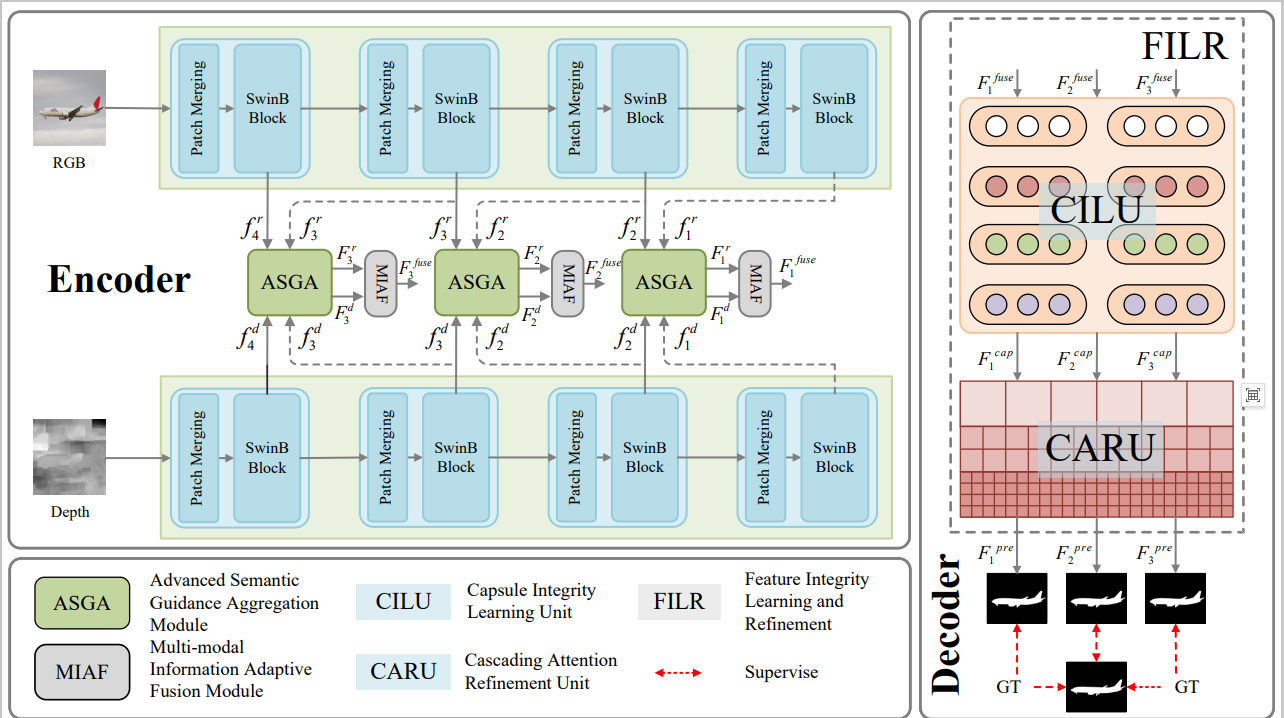 RGB
Patch Merging
SwinB
Block
Patch Merging
SwinB
Block
Patch Merging
SwinB
Block
Patch Merging
SwinB
Block
f_4^r
f_3^r
f_3^r
f_2^r
f_2^r
f_1^r
Encoder
ASGA
F_3^r
F_3^d
MIAF
F_3^fuse
ASGA
F_2^r
F_2^d
MIAF
F_2^fuse
ASGA
F_1^r
F_1^d
MIAF
F_1^fuse
f_4^d
f_3^d
f_3^d
f_2^d
f_2^d
f_1^d
Depth
Patch Merging
SwinB
Block
Patch Merging
SwinB
Block
Patch Merging
SwinB
Block
Patch Merging
SwinB
Block
ASGA
Advanced Semantic
Guidance Aggregation
Module
MIAF
Multi-modal
Information Adaptive
Fusion Module
CILU
Capsule Integrity
Learning Unit
CARU
Cascading Attention
Refinement Unit
FILR
Feature Integrity
Learning and
Refinement
Supervise
FILR
F_1^fuse
F_2^fuse
F_3^fuse
CILU
F_1^cap
F_2^cap
F_3^cap
CARU
F_1^pre
F_2^pre
F_3^pre
Decoder
GT
GT